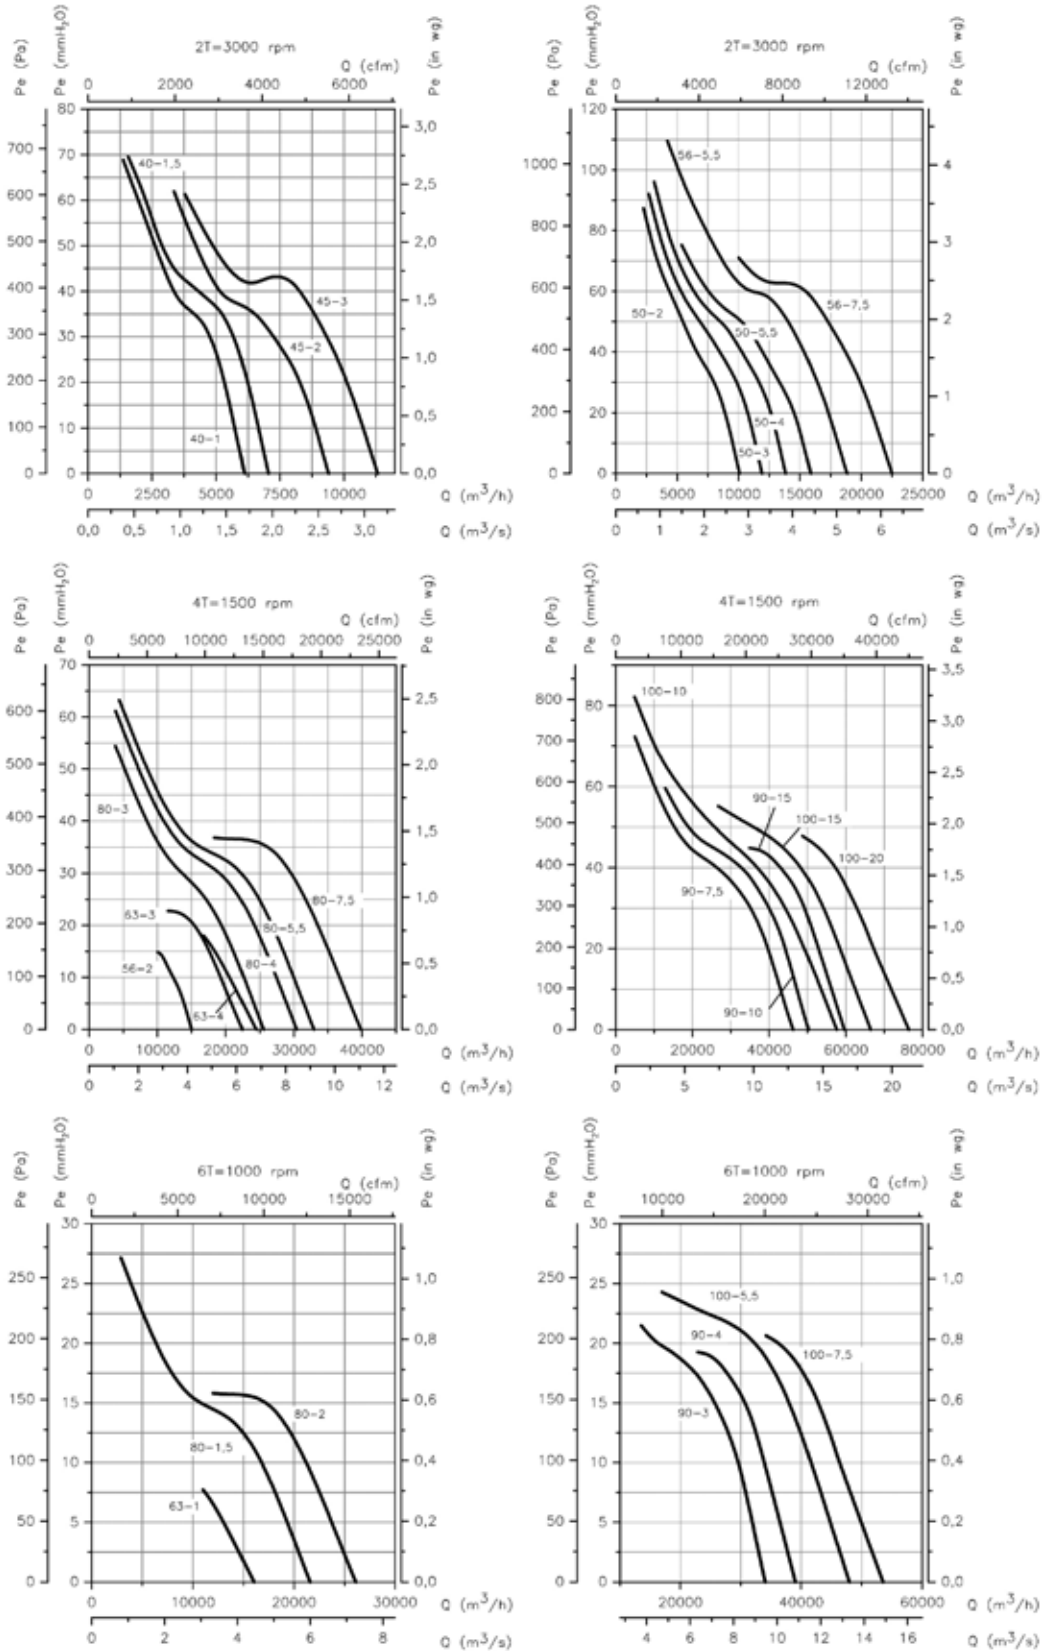 2T=3000 rpm
Q (cfm)
0 2000 4000 6000
Pe (Pa)
Pe (mmH₂O)
Pe (in wg)
700 600 500 400 300 200 100 0
80 70 60 50 40 30 20 10 0
3,0 2,5 2,0 1,5 1,0 0,5 0,0
40-1,5
45-3
45-2
40-1
0 2500 5000 7500 10000 Q (m³/h)
0,0 0,5 1,0 1,5 2,0 2,5 3,0 Q (m³/s)
2T=3000 rpm
Q (cfm)
0 4000 8000 12000
Pe (Pa)
Pe (mmH₂O)
Pe (in wg)
1000 800 600 400 200 0
120 100 80 60 40 20 0
4 3 2 1 0
56-5,5
50-2
56-7,5
50-5,5
50-4
50-3
0 5000 10000 15000 20000 25000 Q (m³/h)
0 1 2 3 4 5 6 Q (m³/s)
4T=1500 rpm
Q (cfm)
0 5000 10000 15000 20000 25000
Pe (Pa)
Pe (mmH₂O)
Pe (in wg)
600 500 400 300 200 100 0
70 60 50 40 30 20 10 0
2,5 2,0 1,5 1,0 0,5 0,0
80-3
80-7,5
63-3
80-5,5
56-2
80-4
63-4
0 10000 20000 30000 40000 Q (m³/h)
0 2 4 6 8 10 12 Q (m³/s)
4T=1500 rpm
Q (cfm)
0 10000 20000 30000 40000
Pe (Pa)
Pe (mmH₂O)
Pe (in wg)
800 700 600 500 400 300 200 100 0
80 60 40 20 0
3,5 3,0 2,5 2,0 1,5 1,0 0,5 0,0
100-10
90-15
100-15
100-20
90-7,5
90-10
0 20000 40000 60000 80000 Q (m³/h)
0 5 10 15 20 Q (m³/s)
6T=1000 rpm
Q (cfm)
0 5000 10000 15000
Pe (Pa)
Pe (mmH₂O)
Pe (in wg)
250 200 150 100 50 0
30 25 20 15 10 5 0
1,0 0,8 0,6 0,4 0,2 0,0
80-2
80-1,5
63-1
0 10000 20000 30000 Q (m³/h)
0 2 4 6 8 Q (m³/s)
6T=1000 rpm
Q (cfm)
10000 20000 30000
Pe (Pa)
Pe (mmH₂O)
Pe (in wg)
250 200 150 100 50 0
30 25 20 15 10 5 0
1,0 0,8 0,6 0,4 0,2 0,0
100-5,5
90-4
100-7,5
90-3
20000 40000 60000 Q (m³/h)
4 6 8 10 12 14 16 Q (m³/s)